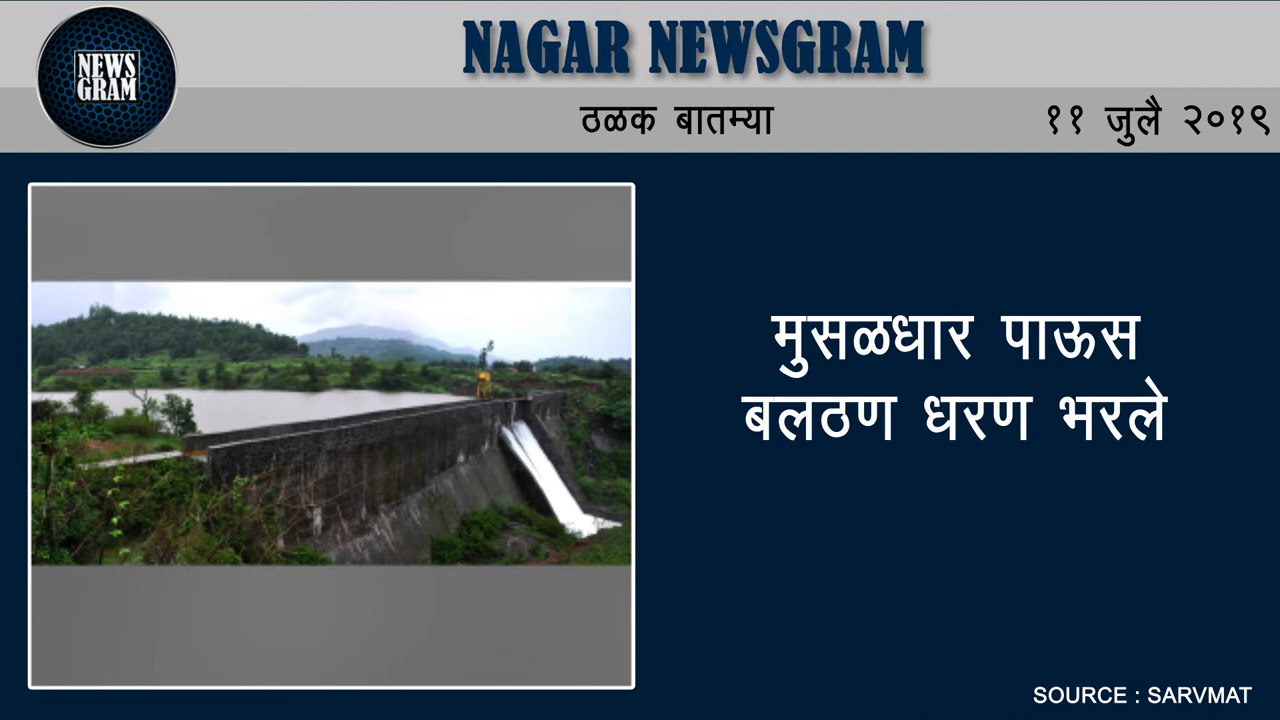 NEWS
GRAM
NAGAR NEWSGRAM
ठळक बातम्या
११ जुलै २०१९
मुसळधार पाऊस
बलठण धरण भरले
SOURCE : SARVMAT